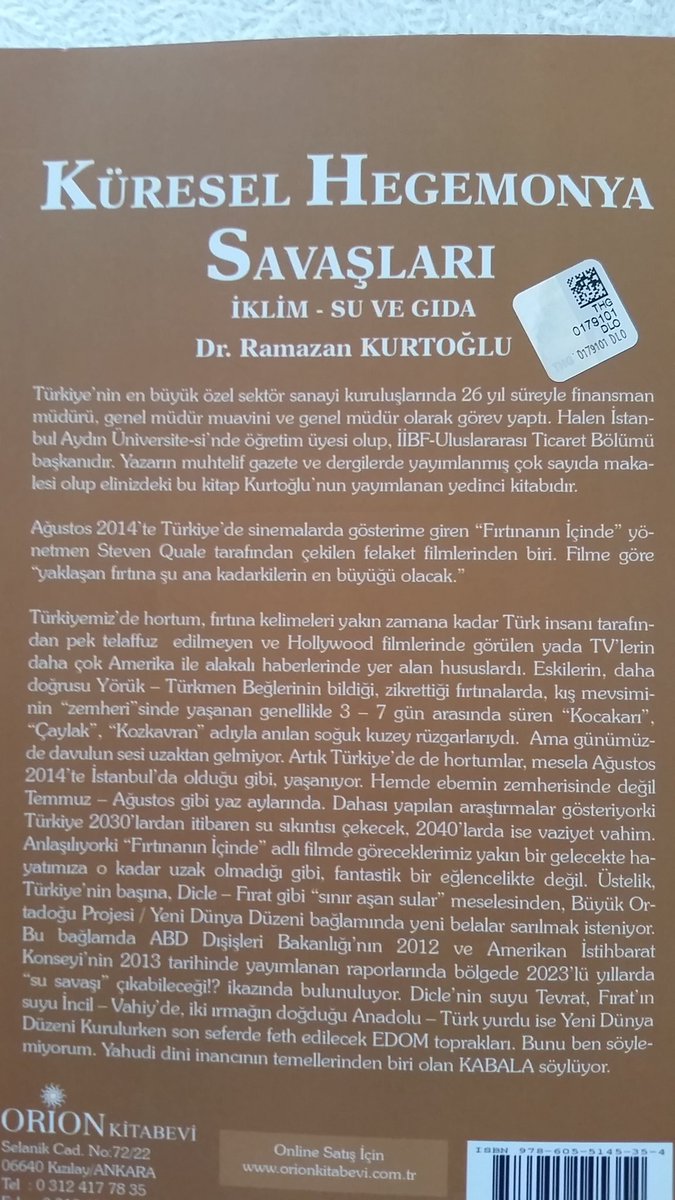 KÜRESEL HEGEMONYA
SAVAŞLARI
İKLİM - SU VE GIDA
Dr. Ramazan KURTOĞLU
THG
0179101
DLO
THG 0179101 DLO
Türkiye'nin en büyük özel sektör sanayi kuruluşlarında 26 yıl süreyle finansman
müdürü, genel müdür muavini ve genel müdür olarak görev yaptı. Halen İstan-
bul Aydın Üniversite-si'nde öğretim üyesi olup, İİBF-Uluslararası Ticaret Bölümü
başkanıdır. Yazarın muhtelif gazete ve dergilerde yayımlanmış çok sayıda maka-
lesi olup elinizdeki bu kitap Kurtoğlu'nun yayımlanan yedinci kitabıdır.
Ağustos 2014'te Türkiye'de sinemalarda gösterime giren “Fırtınanın İçinde” yö-
netmen Steven Quale tarafından çekilen felaket filmlerinden biri. Filme göre
“yaklaşan fırtına şu ana kadarkilerin en büyüğü olacak.”
Türkiyemiz'de hortum, fırtına kelimeleri yakın zamana kadar Türk insanı tarafın-
dan pek telaffuz edilmeyen ve Hollywood filmlerinde görülen yada TV'lerin
daha çok Amerika ile alakalı haberlerinde yer alan hususlardı. Eskilerin, daha
doğrusu Yörük – Türkmen Beğlerinin bildiği, zikrettiği fırtınalarda, kış mevsimi-
nin “zemheri”sinde yaşanan genellikle 3 – 7 gün arasında süren “Kocakarı”,
“Çaylak”, “Kozkavran” adıyla anılan soğuk kuzey rüzgarlarıydı. Ama günümüz-
de davulun sesi uzaktan gelmiyor. Artık Türkiye'de de hortumlar, mesela Ağustos
2014'te İstanbul'da olduğu gibi, yaşanıyor. Hemde ebemin zemherisinde değil
Temmuz – Ağustos gibi yaz aylarında. Dahası yapılan araştırmalar gösteriyorki
Türkiye 2030'lardan itibaren su sıkıntısı çekecek, 2040'larda ise vaziyet vahim.
Anlaşılıyorki “Fırtınanın İçinde” adlı filmde göreceklerimiz yakın bir gelecekte ha-
yatımıza o kadar uzak olmadığı gibi, fantastik bir eğlencelikte değil. Üstelik,
Türkiye'nin başına, Dicle – Fırat gibi “sınır aşan sular” meselesinden, Büyük Or-
tadoğu Projesi / Yeni Dünya Düzeni bağlamında yeni belalar sarılmak isteniyor.
Bu bağlamda ABD Dışişleri Bakanlığı'nın 2012 ve Amerikan İstihbarat
Konseyi'nin 2013 tarihinde yayımlanan raporlarında bölgede 2023'lü yıllarda
“su savaşı” çıkabileceği!? ikazında bulunuluyor. Dicle'nin suyu Tevrat, Fırat'ın
suyu İncil – Vahiy'de, iki ırmağın doğduğu Anadolu – Türk yurdu ise Yeni Dünya
Düzeni Kurulurken son seferde feth edilecek EDOM toprakları. Bunu ben söyle-
miyorum. Yahudi dini inancının temellerinden biri olan KABALA söylüyor.
ORİON KİTABEVİ
Selanik Cad. No:72/22
06640 Kızılay/ANKARA
Tel : 0 312 417 78 35
Online Satış İçin
www.orionkitabevi.com.tr
ISBN 978-605-5145-35-4